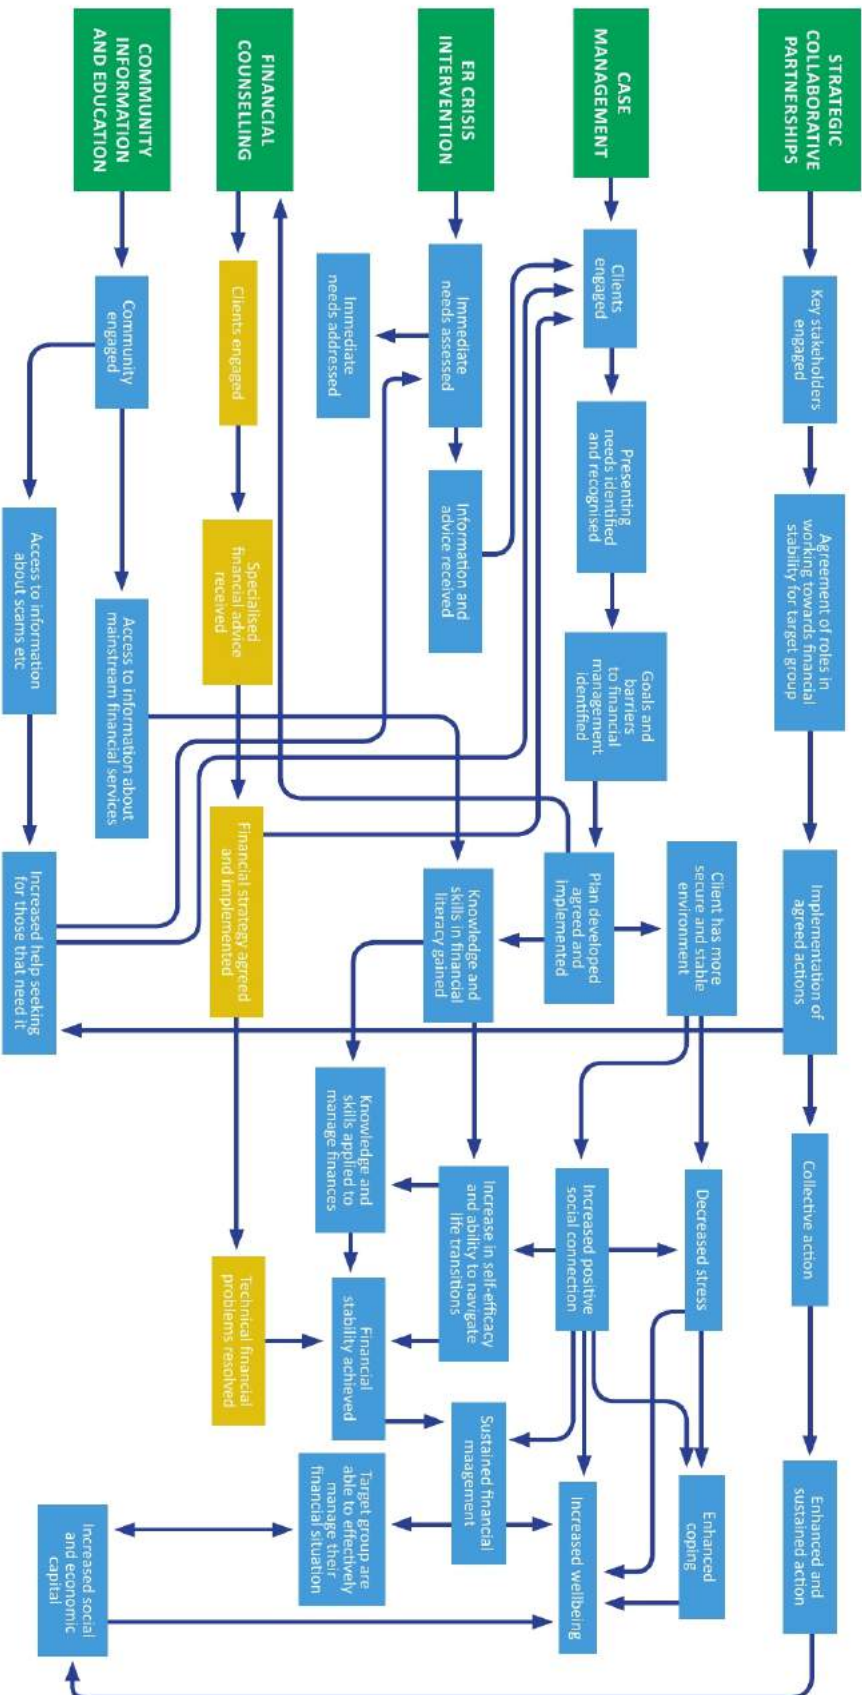 STRATEGIC
COLLABORATIVE
PARTNERSHIPS
Key stakeholders
engaged
Agreement of roles in
working towards financial
stability for target group
Implementation of
agreed actions
Collective action
Enhanced and
sustained action
CASE
MANAGEMENT
Clients
engaged
Presenting
needs identified
and recognised
Goals and
barriers
to financial
management
identified
Plan developed
agreed and
implemented
Client has more
secure and stable
environment
Decreased stress
Enhanced
coping
Increased positive
social connection
Increased wellbeing
ER CRISIS
INTERVENTION
Immediate
needs assessed
Information and
advice received
Immediate
needs addressed
Knowledge and
skills in financial
literacy gained
Increase in self-efficacy
and ability to navigate
life transitions
Sustained financial
maagement
Knowledge and
skills applied to
manage finances
Financial
stability achieved
Target group are
able to effectively
manage their
financial situation
FINANCIAL
COUNSELLING
Clients engaged
Specialised
financial advice
received
Financial strategy agreed
and implemented
Technical financial
problems resolved
COMMUNITY
INFORMATION
AND EDUCATION
Community
engaged
Access to information about
mainstream financial services
Access to information
about scams etc
Increased help seeking
for those that need it
Increased social
and economic
capital